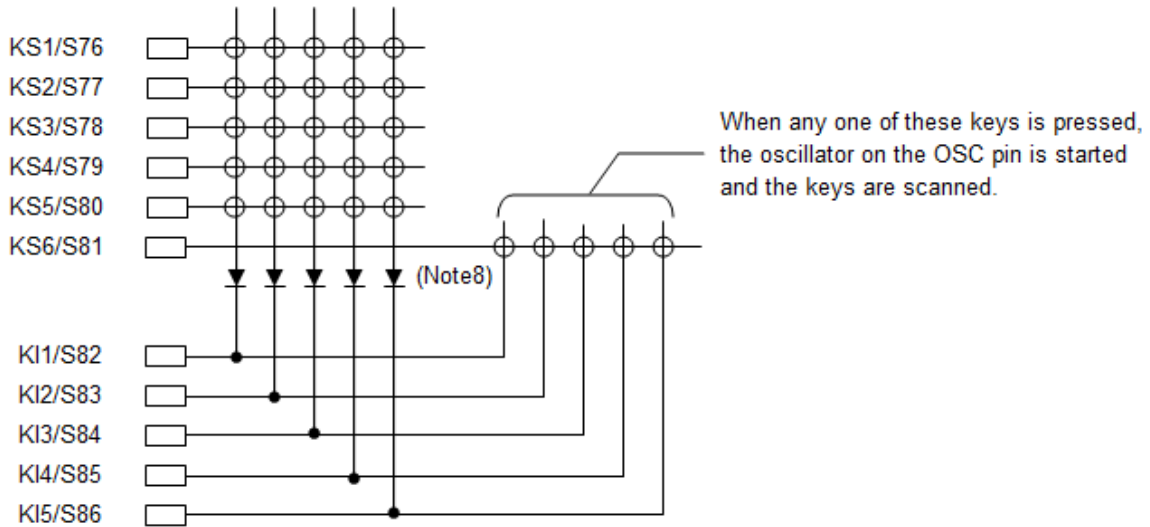 KS1/S76
KS2/S77
KS3/S78
KS4/S79
KS5/S80
KS6/S81
When any one of these keys is pressed,
the oscillator on the OSC pin is started
and the keys are scanned.
(Note8)
KI1/S82
KI2/S83
KI3/S84
KI4/S85
KI5/S86